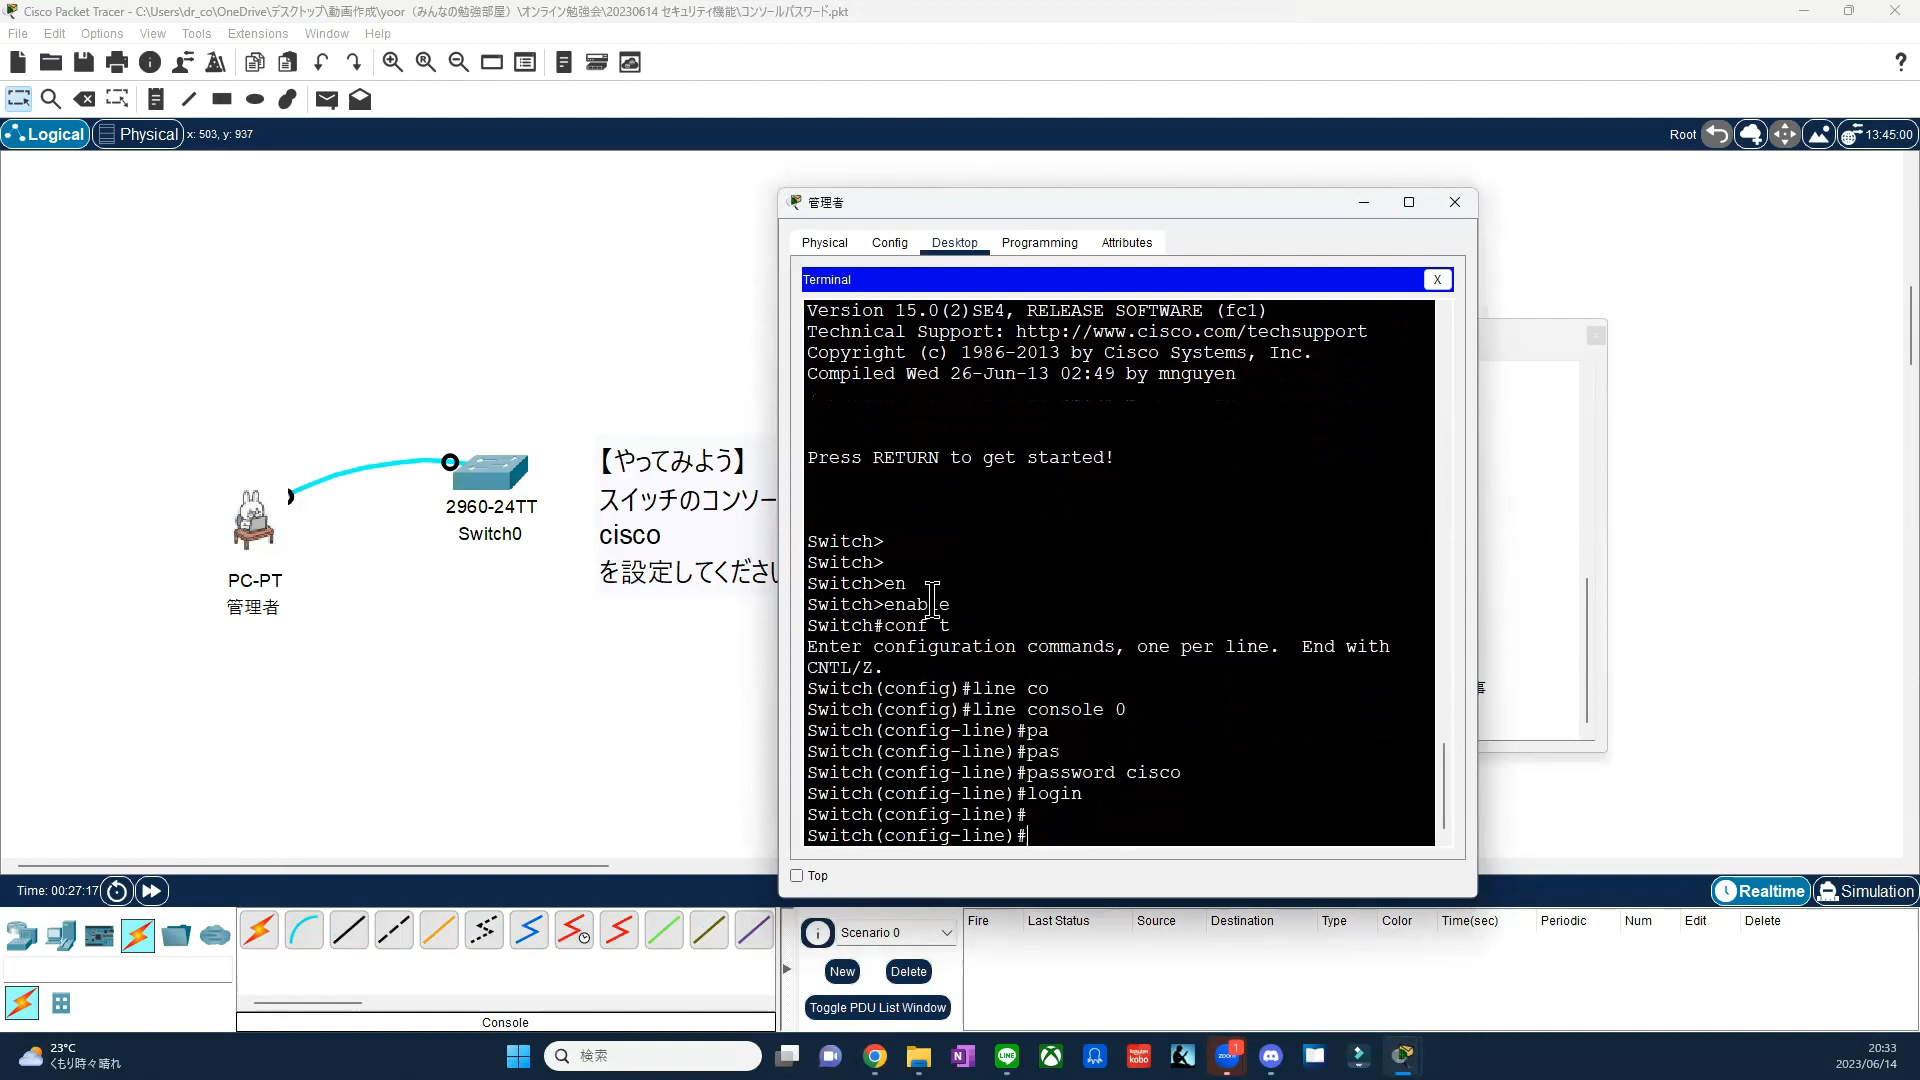 Cisco Packet Tracer - C:\Users\dr_co\OneDrive\デスクトップ\動画作成\yoor（みんなの勉強部屋）\オンライン勉強会\20230614 セキュリティ機能\コンソールパスワード.pkt
File Edit Options View Tools Extensions Window Help
Logical Physical x: 503, y: 937 Root 13:45:00
管理者
Physical Config Desktop Programming Attributes
Terminal X
Version 15.0(2)SE4, RELEASE SOFTWARE (fc1)
Technical Support: http://www.cisco.com/techsupport
Copyright (c) 1986-2013 by Cisco Systems, Inc.
Compiled Wed 26-Jun-13 02:49 by mnguyen
Press RETURN to get started!
Switch>
Switch>
Switch>en
Switch>enable
Switch#conf t
Enter configuration commands, one per line.  End with
CNTL/Z.
Switch(config)#line co
Switch(config)#line console 0
Switch(config-line)#pa
Switch(config-line)#pas
Switch(config-line)#password cisco
Switch(config-line)#login
Switch(config-line)#
Switch(config-line)#
Top
2960-24TT
Switch0
PC-PT
管理者
【やってみよう】
スイッチのコンソー
cisco
を設定してくださ
Time: 00:27:17 Realtime Simulation
Scenario 0
New Delete
Toggle PDU List Window
Fire Last Status Source Destination Type Color Time(sec) Periodic Num Edit Delete
Console
23°C
くもり時々晴れ
検索
zoom
1
LINE
Rakuten
kobo
20:33
2023/06/14